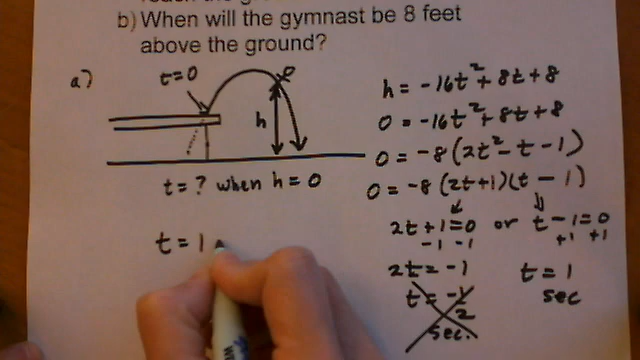 b) When will the gymnast be 8 feet
above the ground?
a)
t=0
h
t = ? when h = 0
t = 1
h = -16t² + 8t + 8
0 = -16t² + 8t + 8
0 = -8 (2t² - t - 1)
0 = -8 (2t+1)(t - 1)
2t + 1 = 0 or t - 1 = 0
-1 -1 +1 +1
2t = -1 t = 1
t = -1/2 sec
sec.